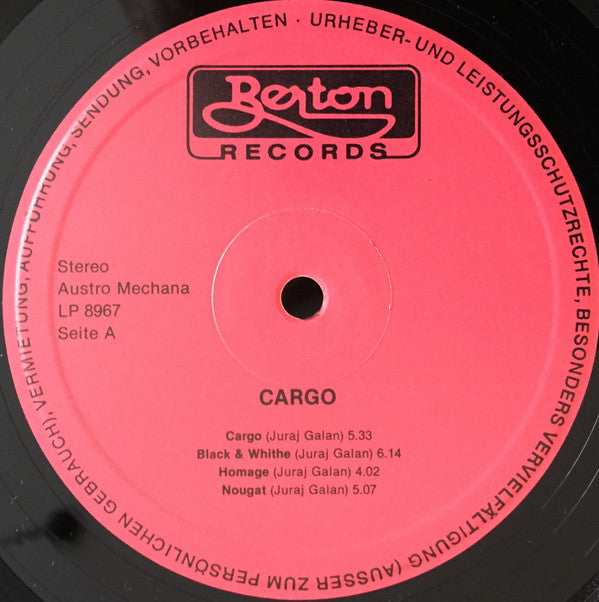 URHEBER- UND LEISTUNGSSCHUTZRECHTE, BESONDERS VERVIELFÄLTIGUNG (AUSSER ZUM PERSÖNLICHEN GEBRAUCH), VERMIETUNG, AUFFÜHRUNG, SENDUNG, VORBEHALTEN ·
Berton
RECORDS
Stereo
Austro Mechana
LP 8967
Seite A
CARGO
Cargo (Juraj Galan) 5.33
Black & Whithe (Juraj Galan) 6.14
Homage (Juraj Galan) 4.02
Nougat (Juraj Galan) 5.07